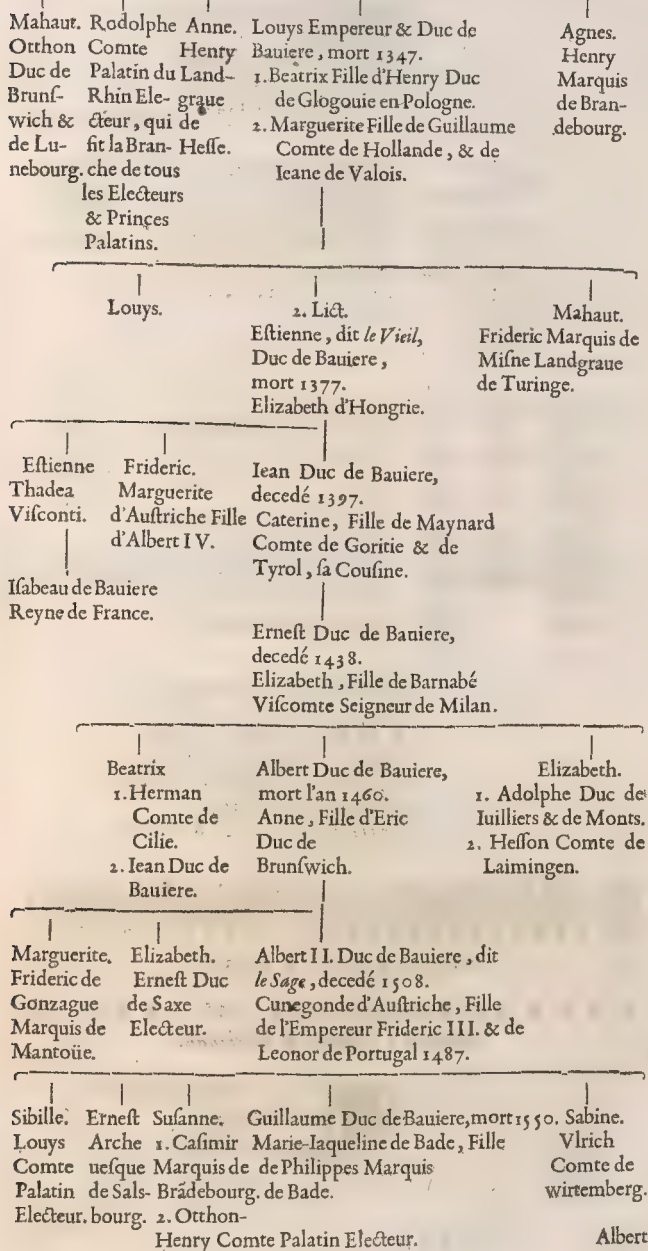 Mahaut.
Otthon
Duc de
Brunſ-
wich &
de Lu-
nebourg.
Rodolphe
Comte
Palatin du
Rhin Ele-
cteur, qui
fit la Bran-
che de tous
les Electeurs
& Princes
Palatins.
Anne.
Henry
Land-
graue
de
Heſſe.
Louys Empereur & Duc de
Bauiere, mort 1347.
1. Beatrix Fille d'Henry Duc
de Glogouie en Pologne.
2. Marguerite Fille de Guillaume
Comte de Hollande, & de
Ieane de Valois.
Agnes.
Henry
Marquis
de Bran-
debourg.
Louys.
2. Lict.
Eſtienne, dit le Vieil,
Duc de Bauiere,
mort 1377.
Elizabeth d'Hongrie.
Mahaut.
Frideric Marquis de
Miſne Landgraue
de Turinge.
Eſtienne
Thadea
Viſconti.
Iſabeau de Bauiere
Reyne de France.
Frideric.
Marguerite
d'Auſtriche Fille
d'Albert IV.
Iean Duc de Bauiere,
decedé 1397.
Caterine, Fille de Maynard
Comte de Goritie & de
Tyrol, ſa Couſine.
Erneſt Duc de Baniere,
decedé 1438.
Elizabeth, Fille de Barnabé
Viſcomte Seigneur de Milan.
Beatrix
1. Herman
Comte de
Cilie.
2. Iean Duc de
Bauiere.
Albert Duc de Bauiere,
mort l'an 1460.
Anne, Fille d'Eric
Duc de
Brunſwich.
Elizabeth.
1. Adolphe Duc de
Iuilliers & de Monts.
2. Heſſon Comte de
Laimingen.
Marguerite.
Frideric de
Gonzague
Marquis de
Mantoüe.
Elizabeth.
Erneſt Duc
de Saxe
Electeur.
Albert II. Duc de Bauiere, dit
le Sage, decedé 1508.
Cunegonde d'Auſtriche, Fille
de l'Empereur Frideric III. & de
Leonor de Portugal 1487.
Sibille.
Louys
Comte
Palatin
Electeur.
Erneſt
Arche
ueſque
de Sals-
bourg.
Suſanne.
1. Caſimir
Marquis de
Brãdebourg.
2. Otthon-
Henry Comte Palatin Electeur.
Guillaume Duc de Bauiere, mort 1550.
Marie-Iaqueline de Bade, Fille
de Philippes Marquis
de Bade.
Sabine.
Vlrich
Comte de
wirtemberg.
Albert